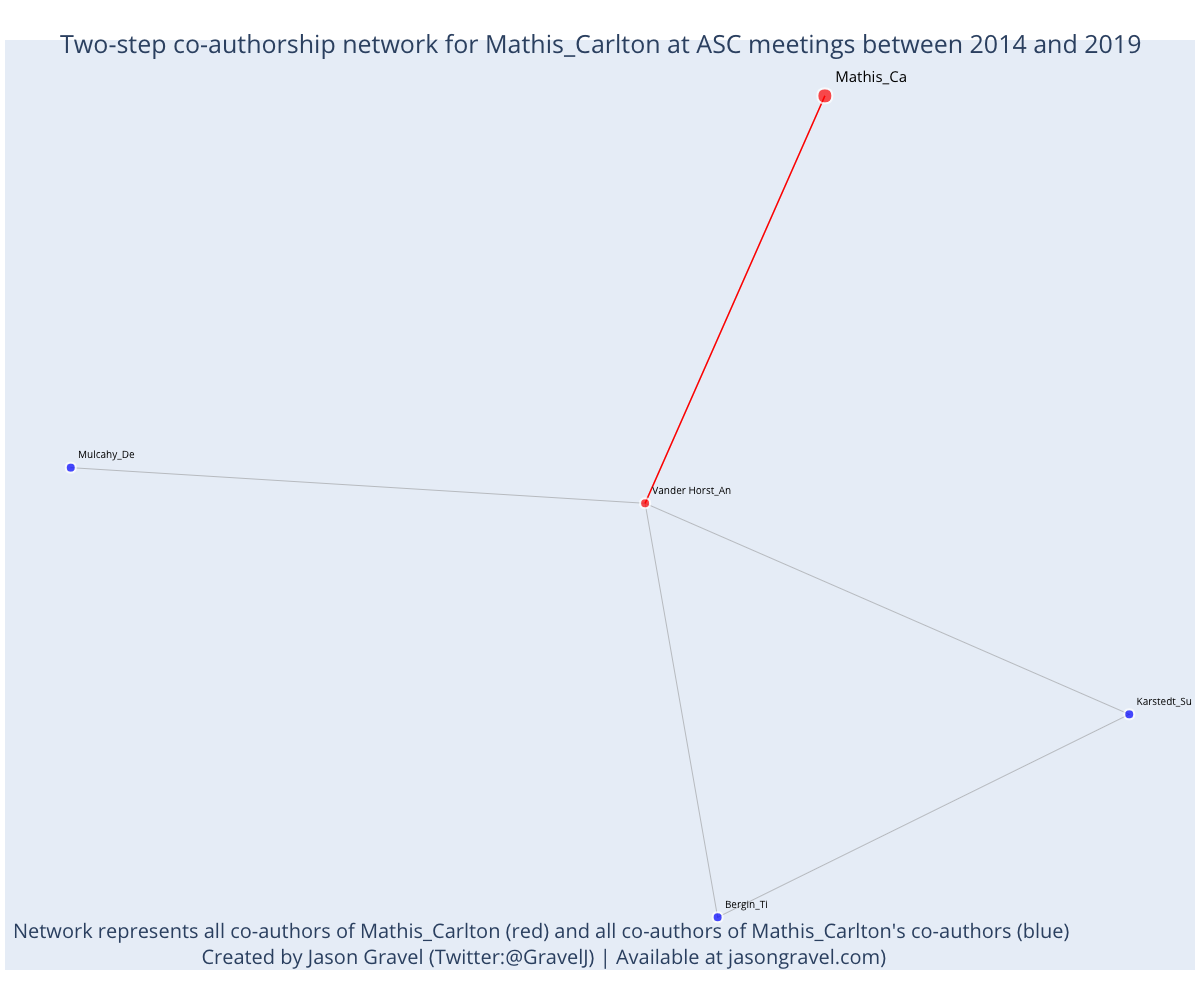 Two-step co-authorship network for Mathis_Carlton at ASC meetings between 2014 and 2019
Mathis_Ca
Mulcahy_De
Vander Horst_An
Karstedt_Su
Bergin_Ti
Network represents all co-authors of Mathis_Carlton (red) and all co-authors of Mathis_Carlton's co-authors (blue)
Created by Jason Gravel (Twitter:@GravelJ) | Available at jasongravel.com)